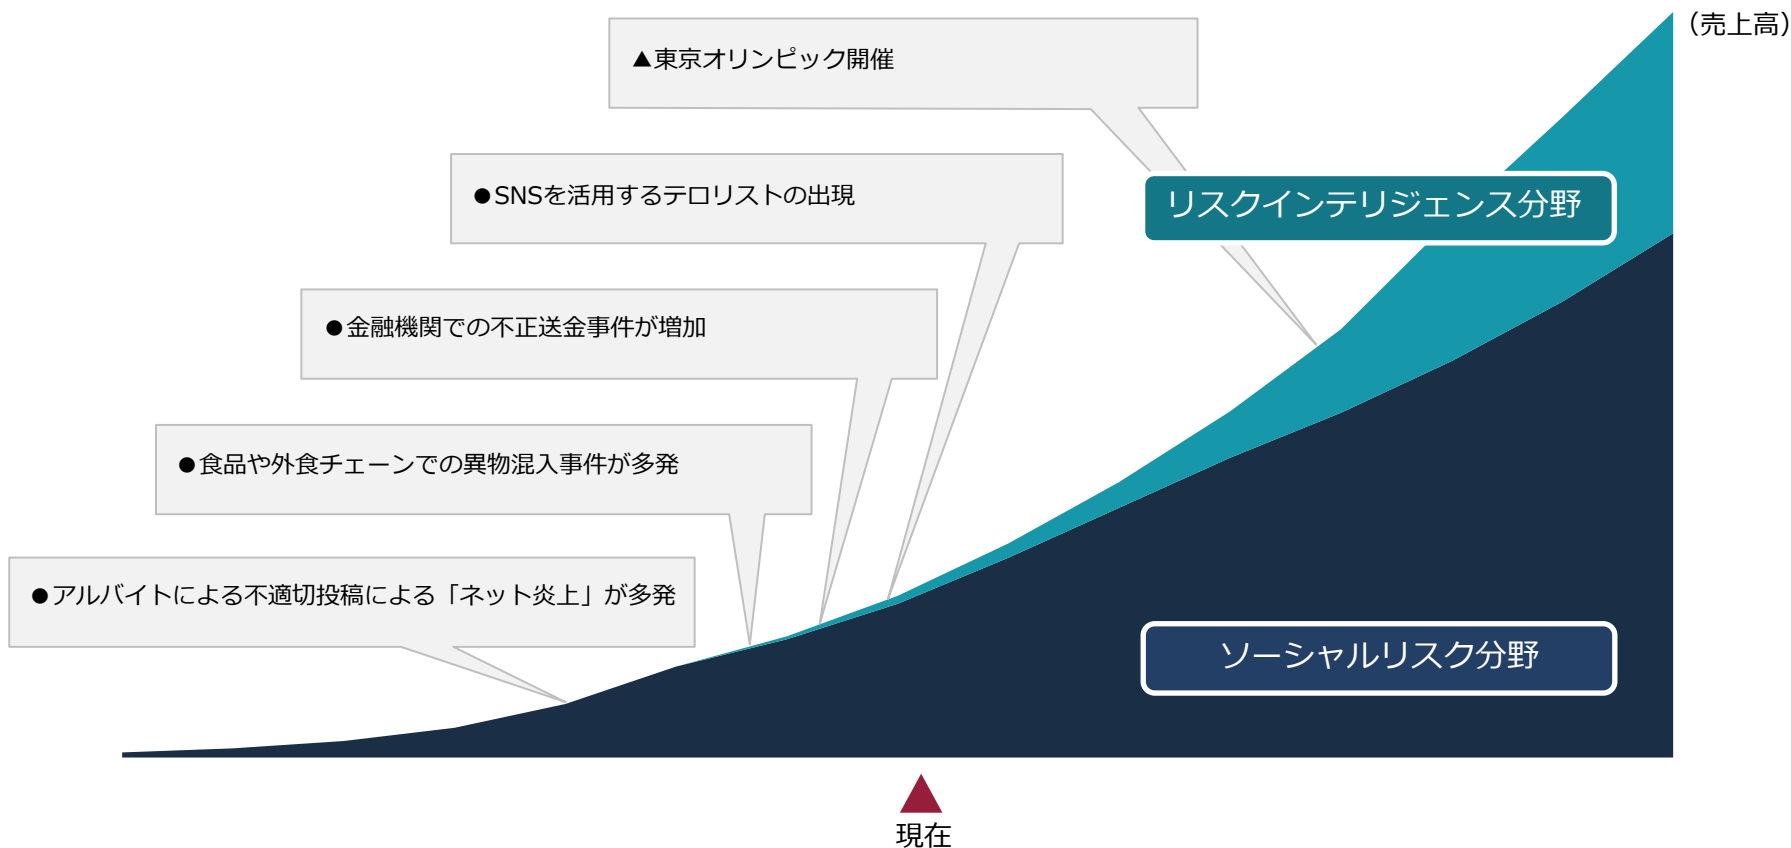 （売上高）
▲東京オリンピック開催
●SNSを活用するテロリストの出現
リスクインテリジェンス分野
●金融機関での不正送金事件が増加
●食品や外食チェーンでの異物混入事件が多発
●アルバイトによる不適切投稿による「ネット炎上」が多発
ソーシャルリスク分野
現在